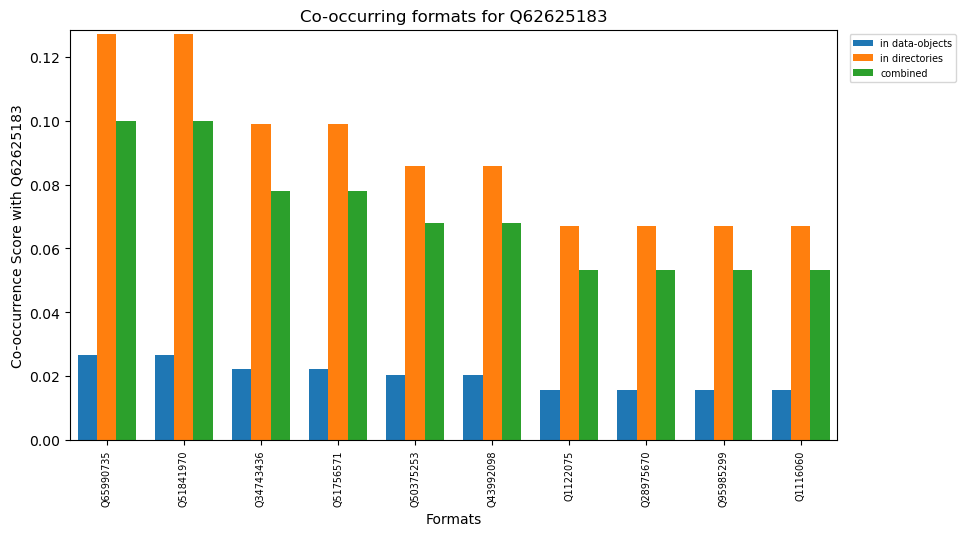 Co-occurring formats for Q62625183
in data-objects
in directories
combined
Co-occurrence Score with Q62625183
0.12
0.10
0.08
0.06
0.04
0.02
0.00
Q65990735
Q51841970
Q34743436
Q51756571
Q50375253
Q43992098
Q1122075
Q28975670
Q95985299
Q1116060
Formats